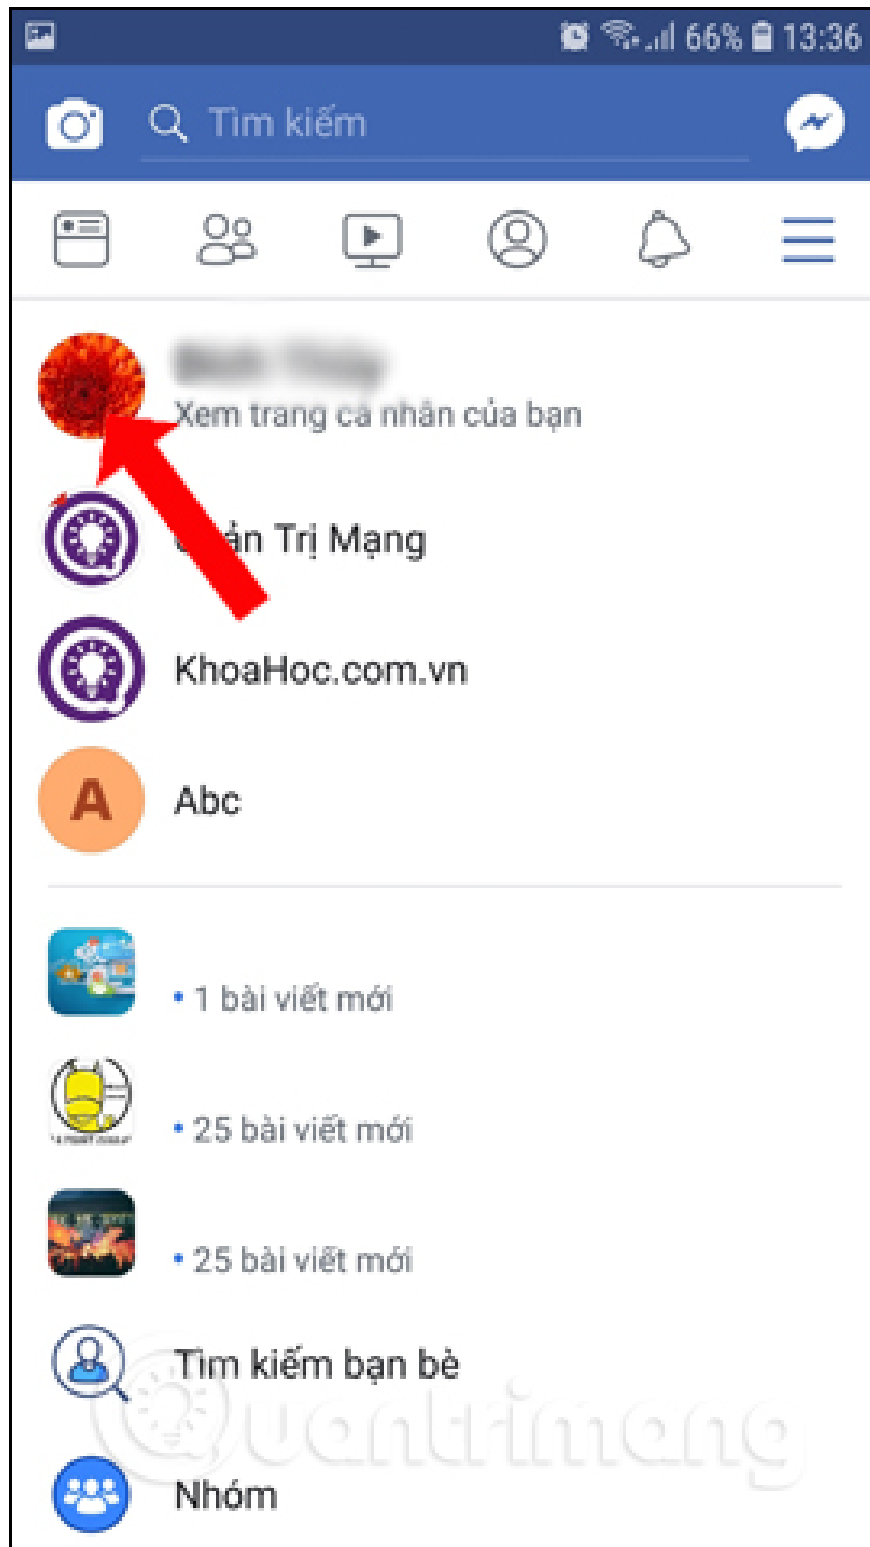 66% 13:36
Tìm kiếm
Xem trang cá nhân của bạn
Trị Mạng
KhoaHoc.com.vn
A
Abc
• 1 bài viết mới
• 25 bài viết mới
• 25 bài viết mới
Tìm kiếm bạn bè
Quantrimang
Nhóm